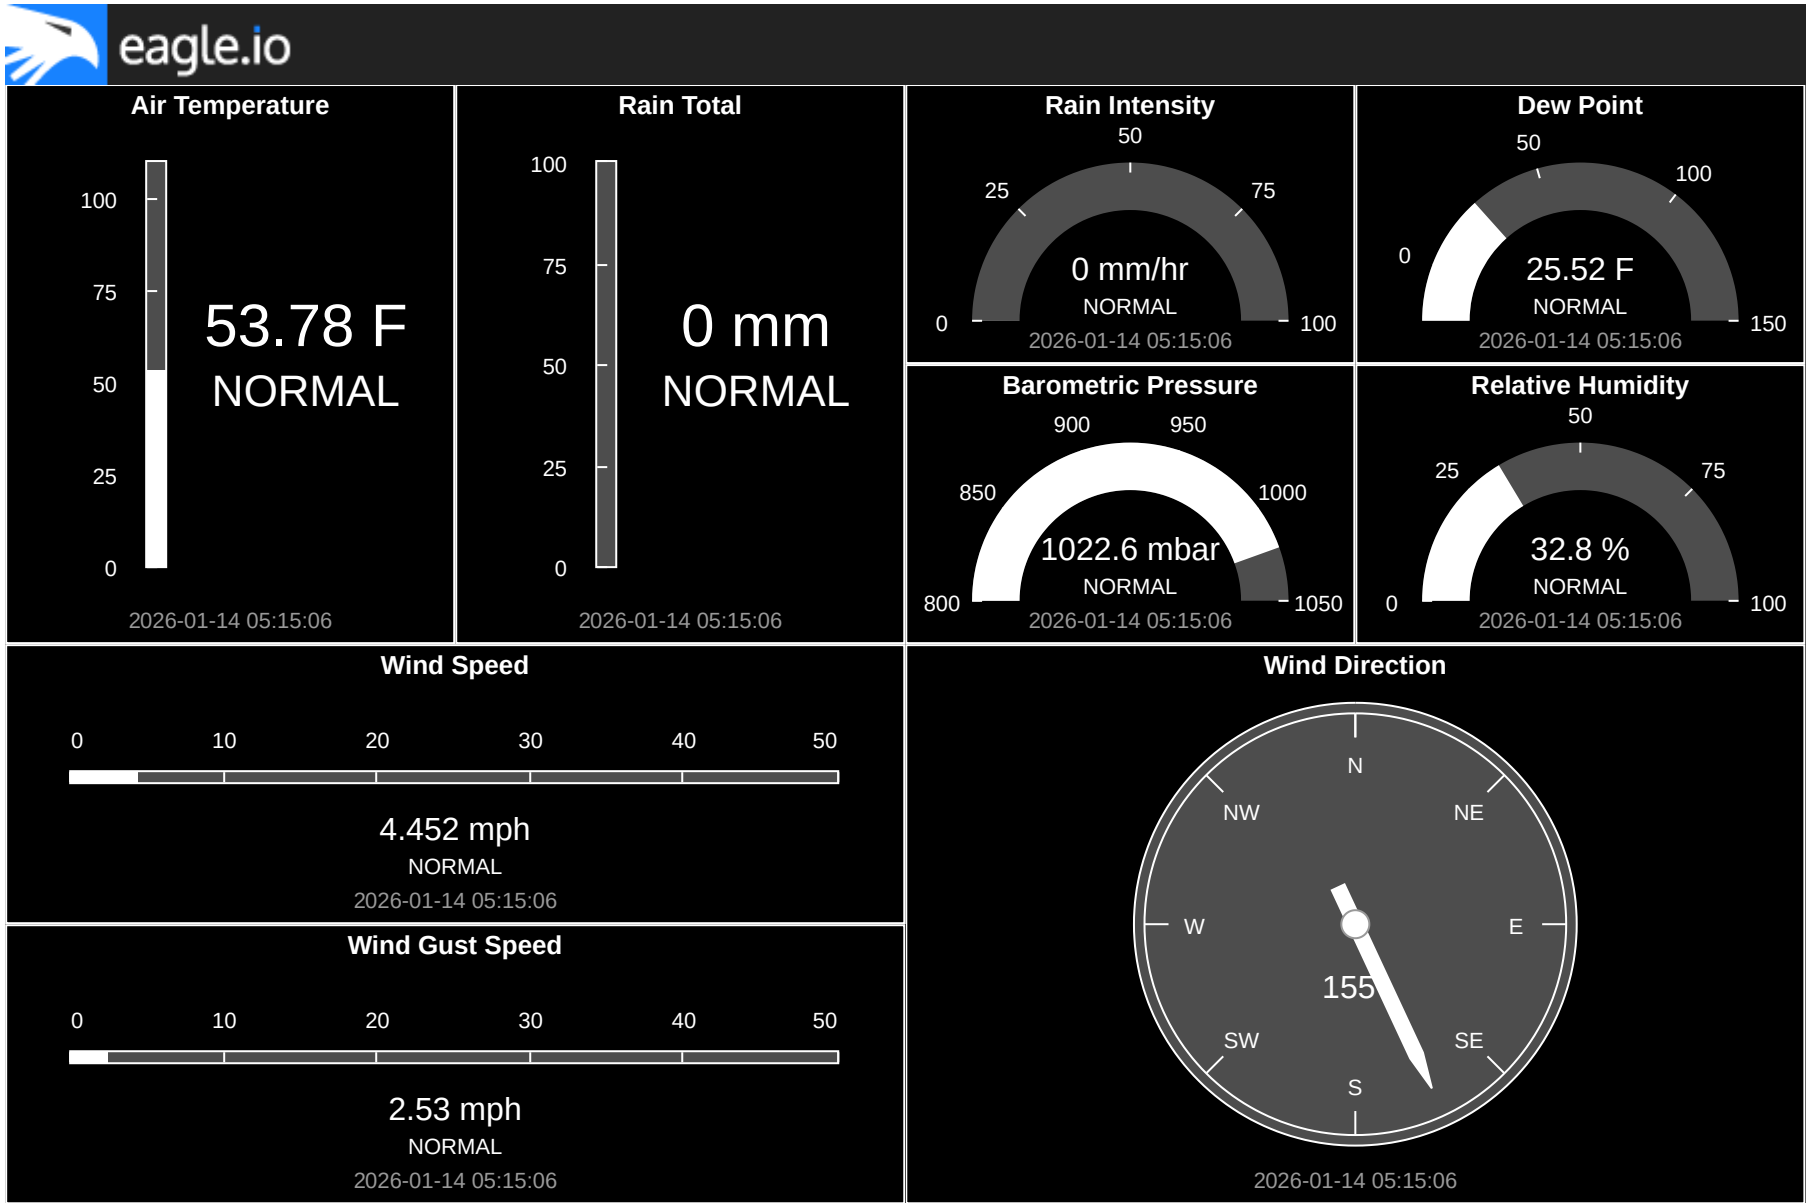 eagle.io
Air Temperature
100
75
50
25
0
53.78 F
NORMAL
2026-01-14 05:15:06
Rain Total
100
75
50
25
0
0 mm
NORMAL
2026-01-14 05:15:06
Rain Intensity
0
25
50
75
100
0 mm/hr
NORMAL
2026-01-14 05:15:06
Dew Point
0
50
100
150
25.52 F
NORMAL
2026-01-14 05:15:06
Barometric Pressure
800
850
900
950
1000
1050
1022.6 mbar
NORMAL
2026-01-14 05:15:06
Relative Humidity
0
25
50
75
100
32.8 %
NORMAL
2026-01-14 05:15:06
Wind Speed
0 10 20 30 40 50
4.452 mph
NORMAL
2026-01-14 05:15:06
Wind Gust Speed
0 10 20 30 40 50
2.53 mph
NORMAL
2026-01-14 05:15:06
Wind Direction
N
NW NE
W E
155
SW SE
S
2026-01-14 05:15:06